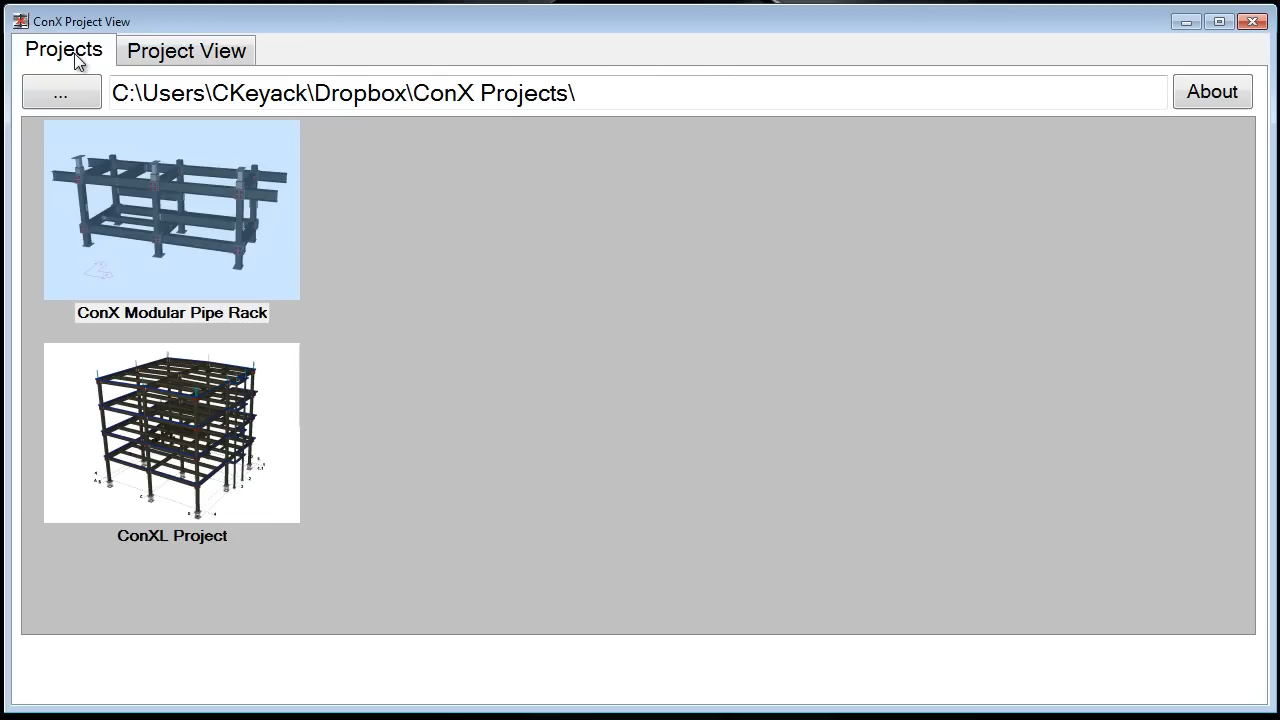 ConX Project View
Projects
Project View
...
C:\Users\CKeyack\Dropbox\ConX Projects\
About
ConX Modular Pipe Rack
ConXL Project